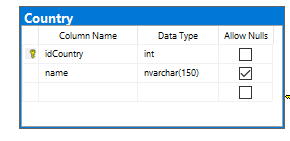 Country
Column Name Data Type Allow Nulls
idCountry int
name nvarchar(150)